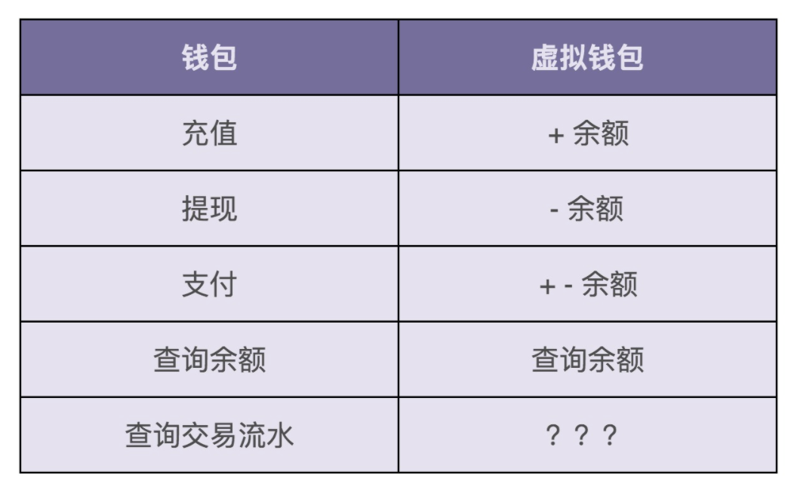 钱包 虚拟钱包
充值 + 余额
提现 - 余额
支付 + - 余额
查询余额 查询余额
查询交易流水 ？？？